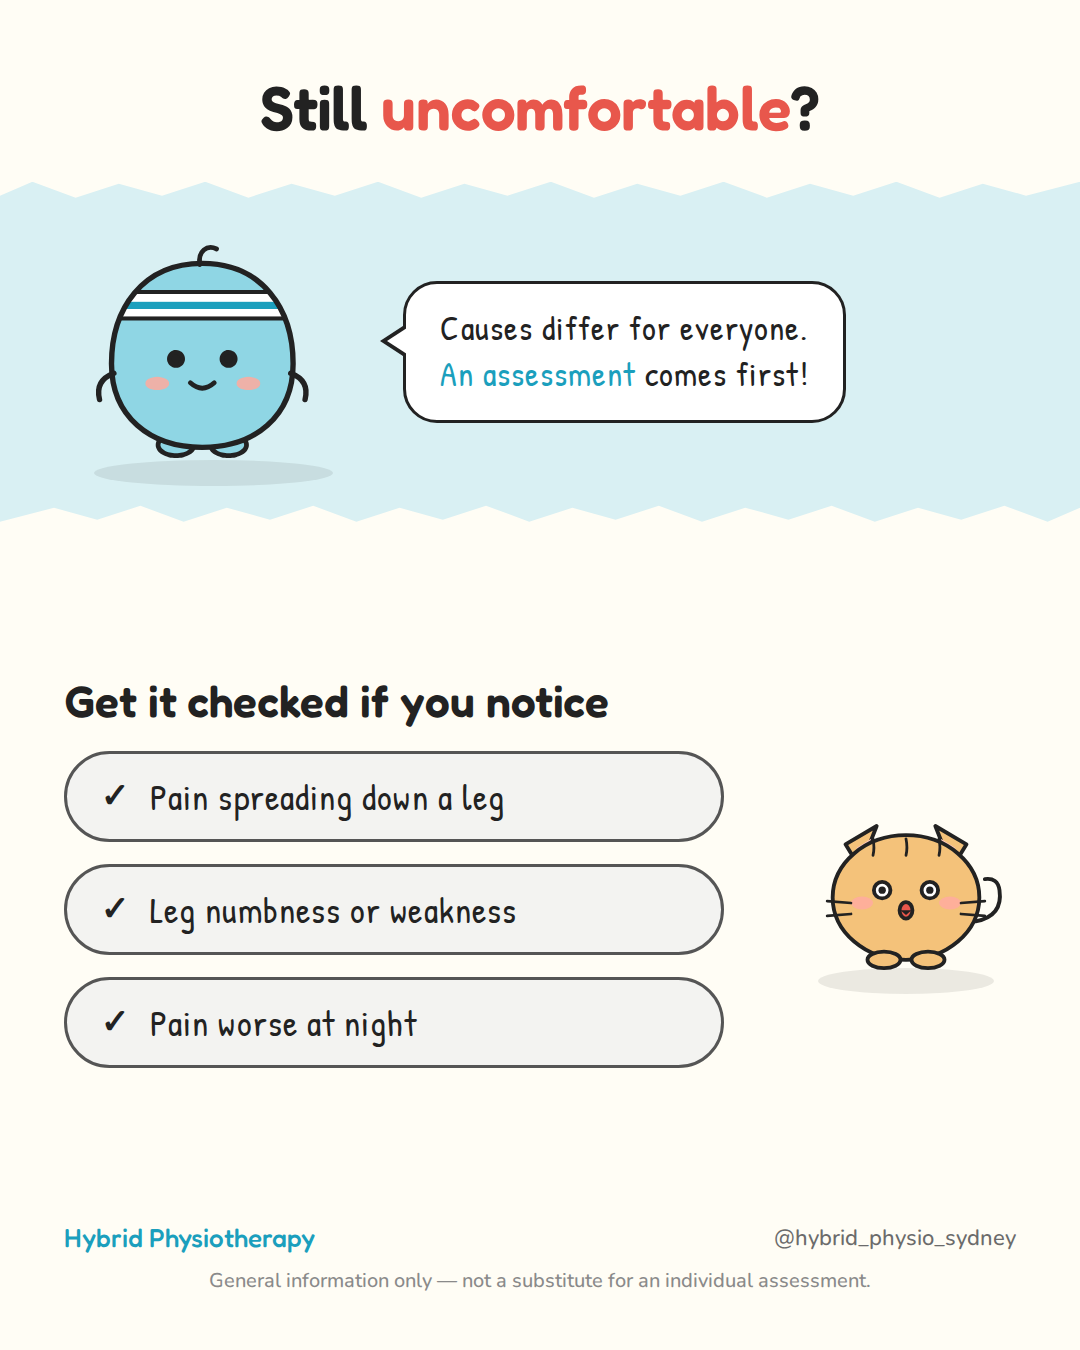 Still uncomfortable?
Causes differ for everyone.
An assessment comes first!
Get it checked if you notice
✓ Pain spreading down a leg
✓ Leg numbness or weakness
✓ Pain worse at night
Hybrid Physiotherapy
@hybrid_physio_sydney
General information only — not a substitute for an individual assessment.